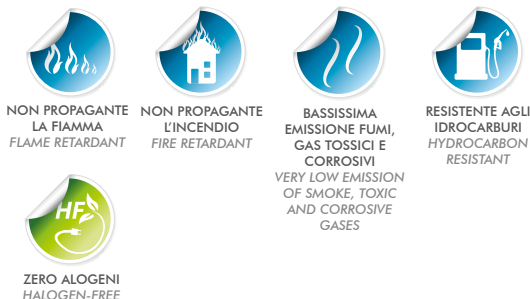 NON PROPAGANTE
LA FIAMMA
FLAME RETARDANT
NON PROPAGANTE
L'INCENDIO
FIRE RETARDANT
BASSISSIMA
EMISSIONE FUMI,
GAS TOSSICI E
CORROSIVI
VERY LOW EMISSION
OF SMOKE, TOXIC
AND CORROSIVE
GASES
RESISTENTE AGLI
IDROCARBURI
HYDROCARBON
RESISTANT
HF
ZERO ALOGENI
HALOGEN-FREE